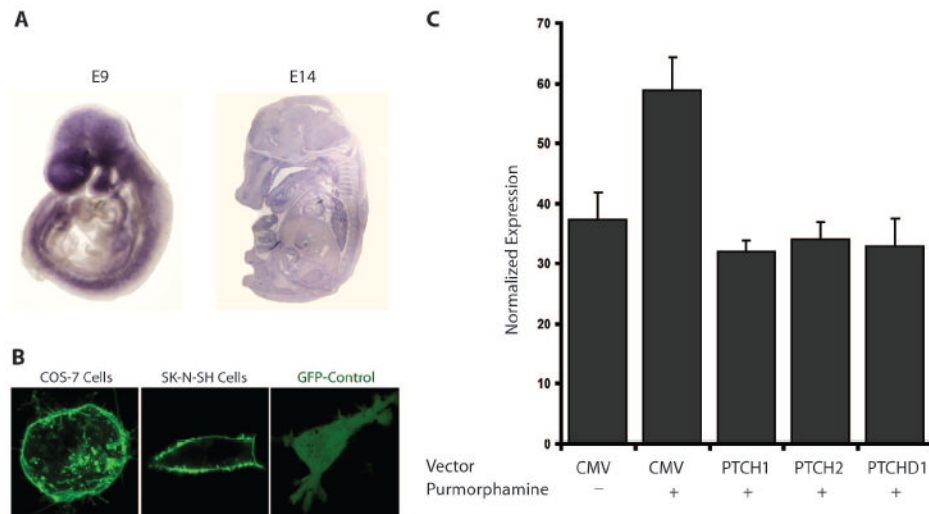 A
E9 E14
B
COS-7 Cells SK-N-SH Cells GFP-Control
C
Normalized Expression
70
60
50
40
30
20
10
0
Vector CMV CMV PTCH1 PTCH2 PTCHD1
Purmorphamine – + + + +